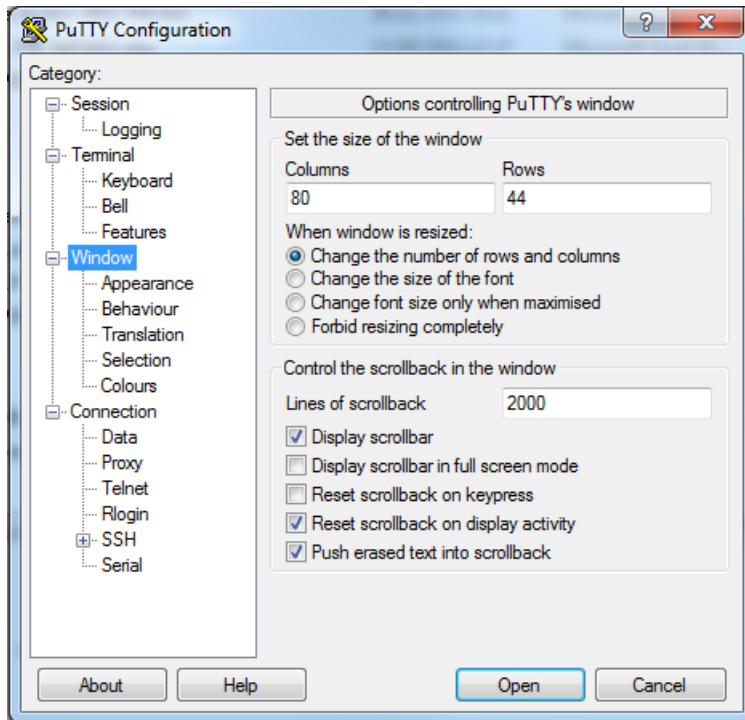 PuTTY Configuration
Category:
Session
Logging
Terminal
Keyboard
Bell
Features
Window
Appearance
Behaviour
Translation
Selection
Colours
Connection
Data
Proxy
Telnet
Rlogin
SSH
Serial
Options controlling PuTTY's window
Set the size of the window
Columns Rows
80 44
When window is resized:
Change the number of rows and columns
Change the size of the font
Change font size only when maximised
Forbid resizing completely
Control the scrollback in the window
Lines of scrollback 2000
Display scrollbar
Display scrollbar in full screen mode
Reset scrollback on keypress
Reset scrollback on display activity
Push erased text into scrollback
About Help Open Cancel